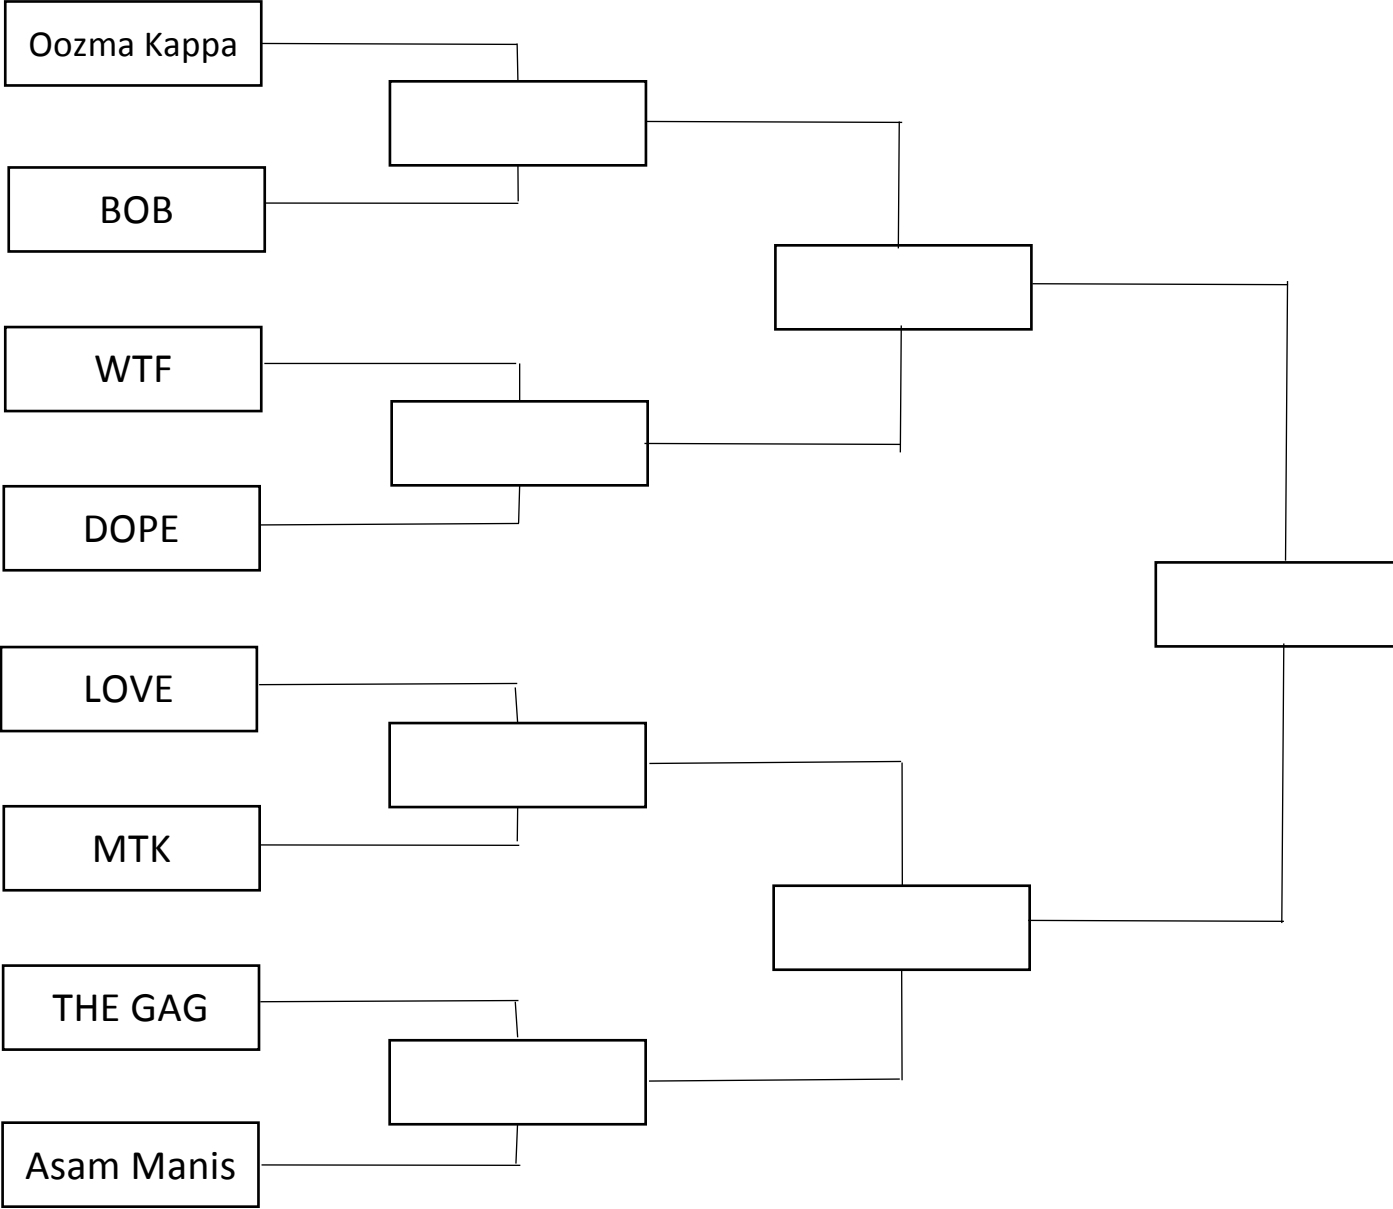 Oozma Kappa
BOB
WTF
DOPE
LOVE
MTK
THE GAG
Asam Manis